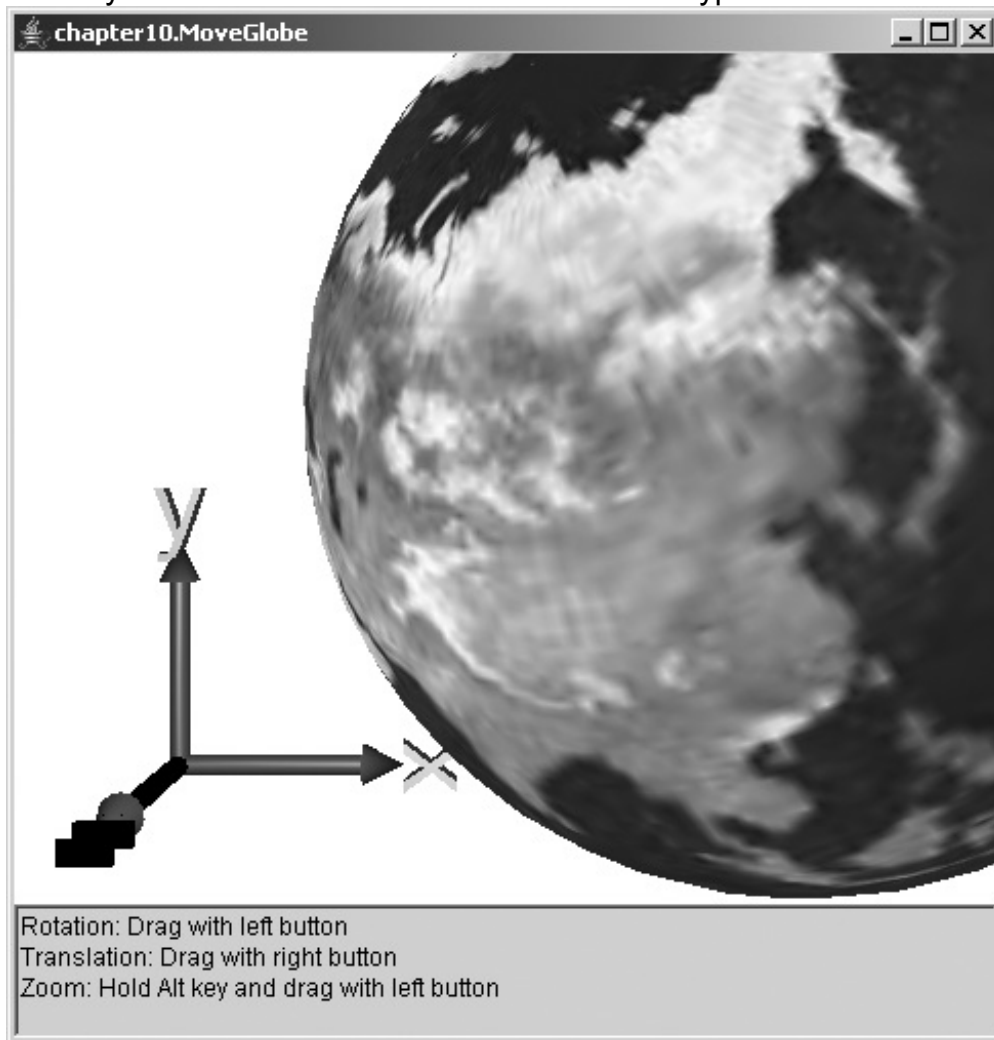 chapter10.MoveGlobe
y
x
Rotation: Drag with left button
Translation: Drag with right button
Zoom: Hold Alt key and drag with left button